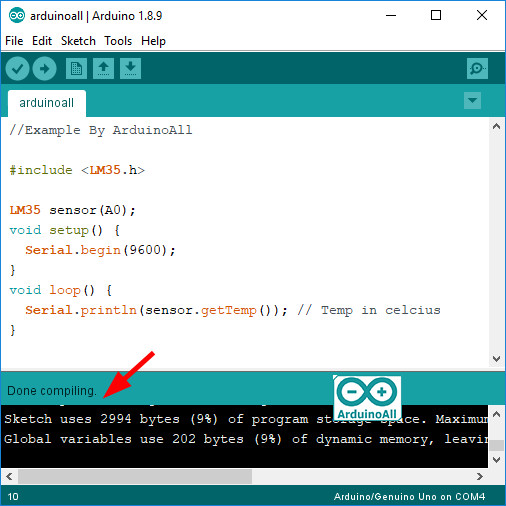 arduinoall | Arduino 1.8.9
File Edit Sketch Tools Help
arduinoall
//Example By ArduinoAll
#include <LM35.h>
LM35 sensor(A0);
void setup() {
Serial.begin(9600);
}
void loop() {
Serial.println(sensor.getTemp()); // Temp in celcius
}
Done compiling.
ArduinoAll
Sketch uses 2994 bytes (9%) of program storage space. Maximum
Global variables use 202 bytes (9%) of dynamic memory, leavin
10 Arduino/Genuino Uno on COM4